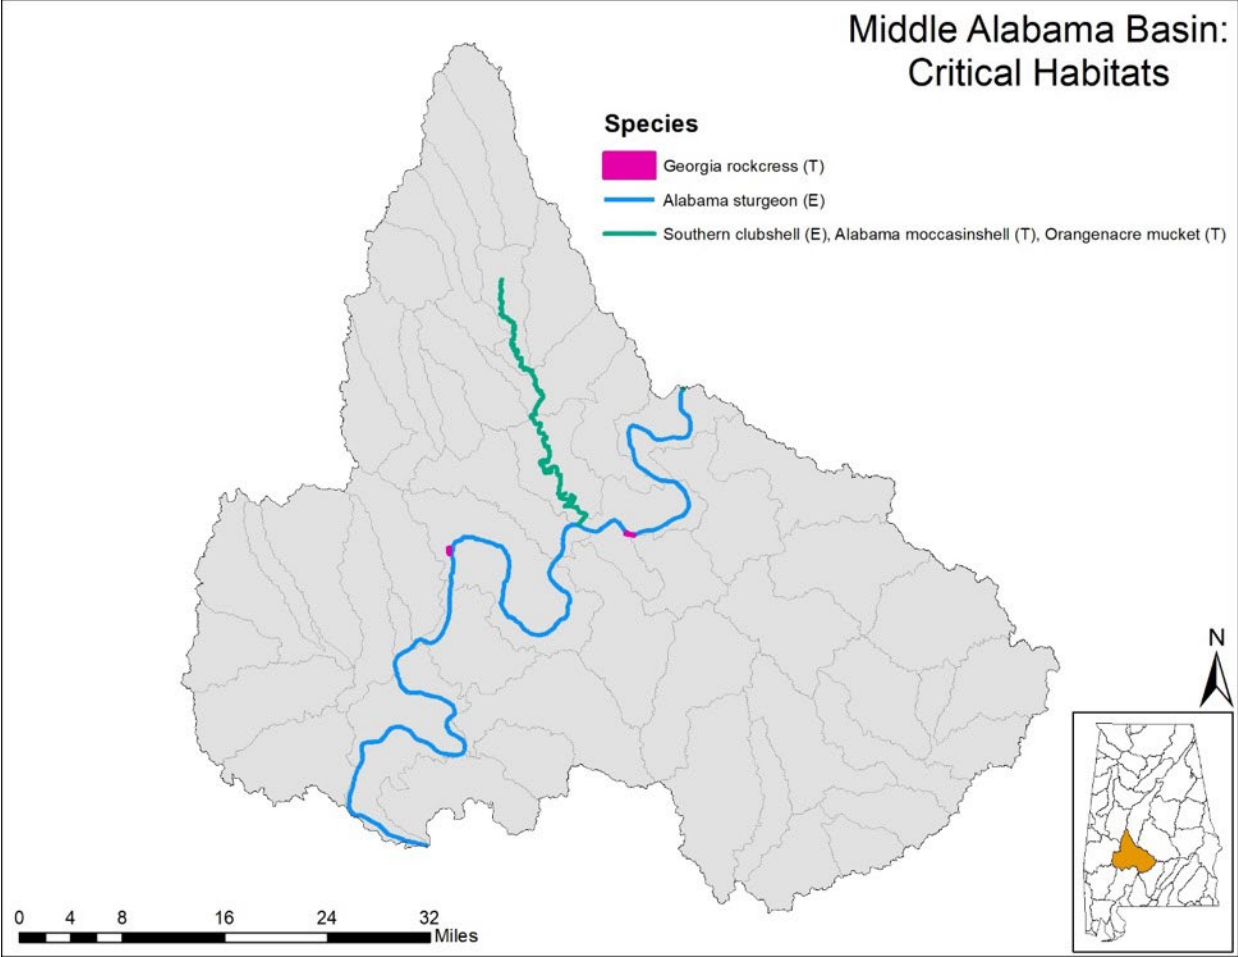 Middle Alabama Basin:
Critical Habitats
Species
Georgia rockcress (T)
Alabama sturgeon (E)
Southern clubshell (E), Alabama moccasinshell (T), Orangenacre mucket (T)
N
0 4 8 16 24 32
Miles